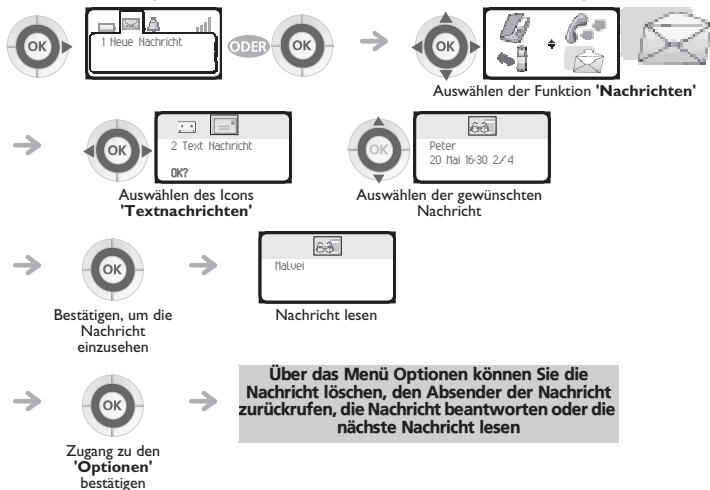 1 Neue Nachricht
OK
ODER
OK
OK
Auswählen der Funktion 'Nachrichten'
OK
2 Text Nachricht
OK?
Auswählen des Icons
'Textnachrichten'
OK
Peter
20 Mai 16:30 2/4
Auswählen der gewünschten
Nachricht
OK
Bestätigen, um die
Nachricht
einzusehen
Malvei
Nachricht lesen
OK
Zugang zu den
'Optionen'
bestätigen
Über das Menü Optionen können Sie die
Nachricht löschen, den Absender der Nachricht
zurückrufen, die Nachricht beantworten oder die
nächste Nachricht lesen